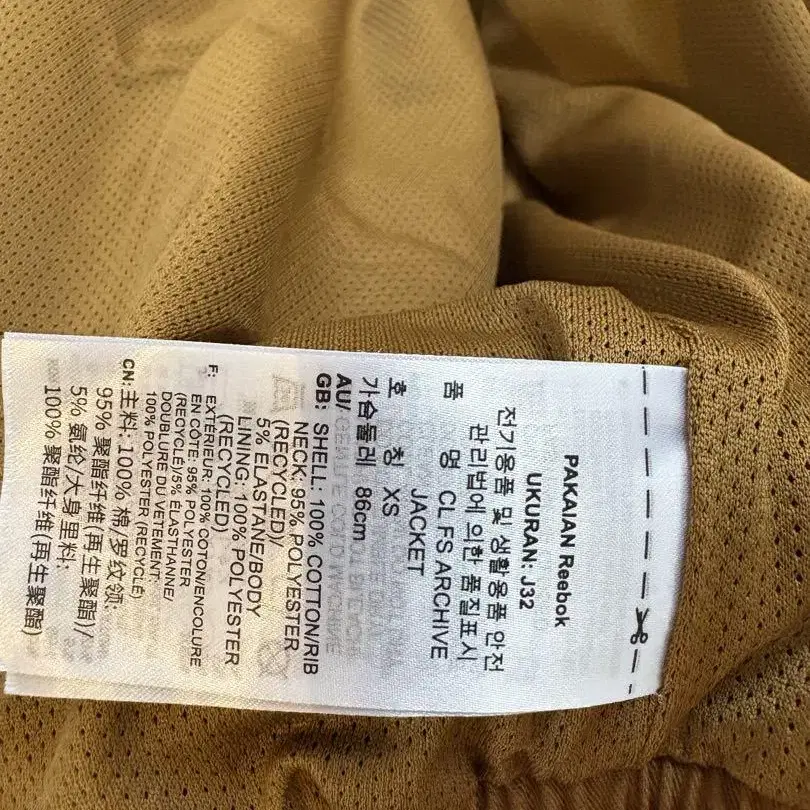 PAKAIAN Reebok
UKURAN: J32
전기용품 및 생활용품 안전
관리법에 의한 품질표시
품 명 CL FS ARCHIVE
JACKET
호 칭 XS
가슴둘레 86cm
AU/
GB: SHELL: 100% COTTON/RIB
NECK: 95% POLYESTER
(RECYCLED)/
5% ELASTANE/BODY
LINING: 100% POLYESTER
(RECYCLED)
F: EXTÉRIEUR: 100% COTON/ENCOLURE
EN CÔTE: 95% POLYESTER
(RECYCLÉ)/5% ÉLASTHANNE/
DOUBLURE DU VETEMENT:
100% POLYESTER (RECYCLÉ)
CN: 主料: 100% 棉/罗纹领:
95% 聚酯纤维(再生聚酯)/
5% 氨纶/大身里料:
100% 聚酯纤维(再生聚酯)